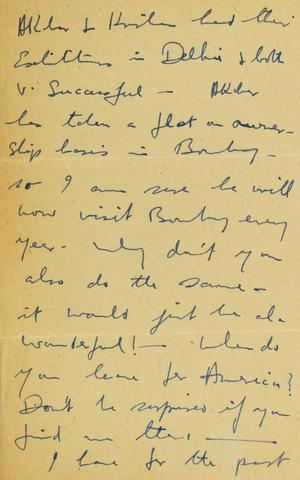 Akbar & Krishen had their
Exhibitions in Delhi & both
v. Successful — Akbar
has taken a flat on owner-
ship basis in Bombay —
so I am sure he will
now visit Bombay every
year. Why don't you
also do the same —
it would just be
wonderful! — When do
you leave for America?
Don't be surprised if you
find me there —
I have for the past